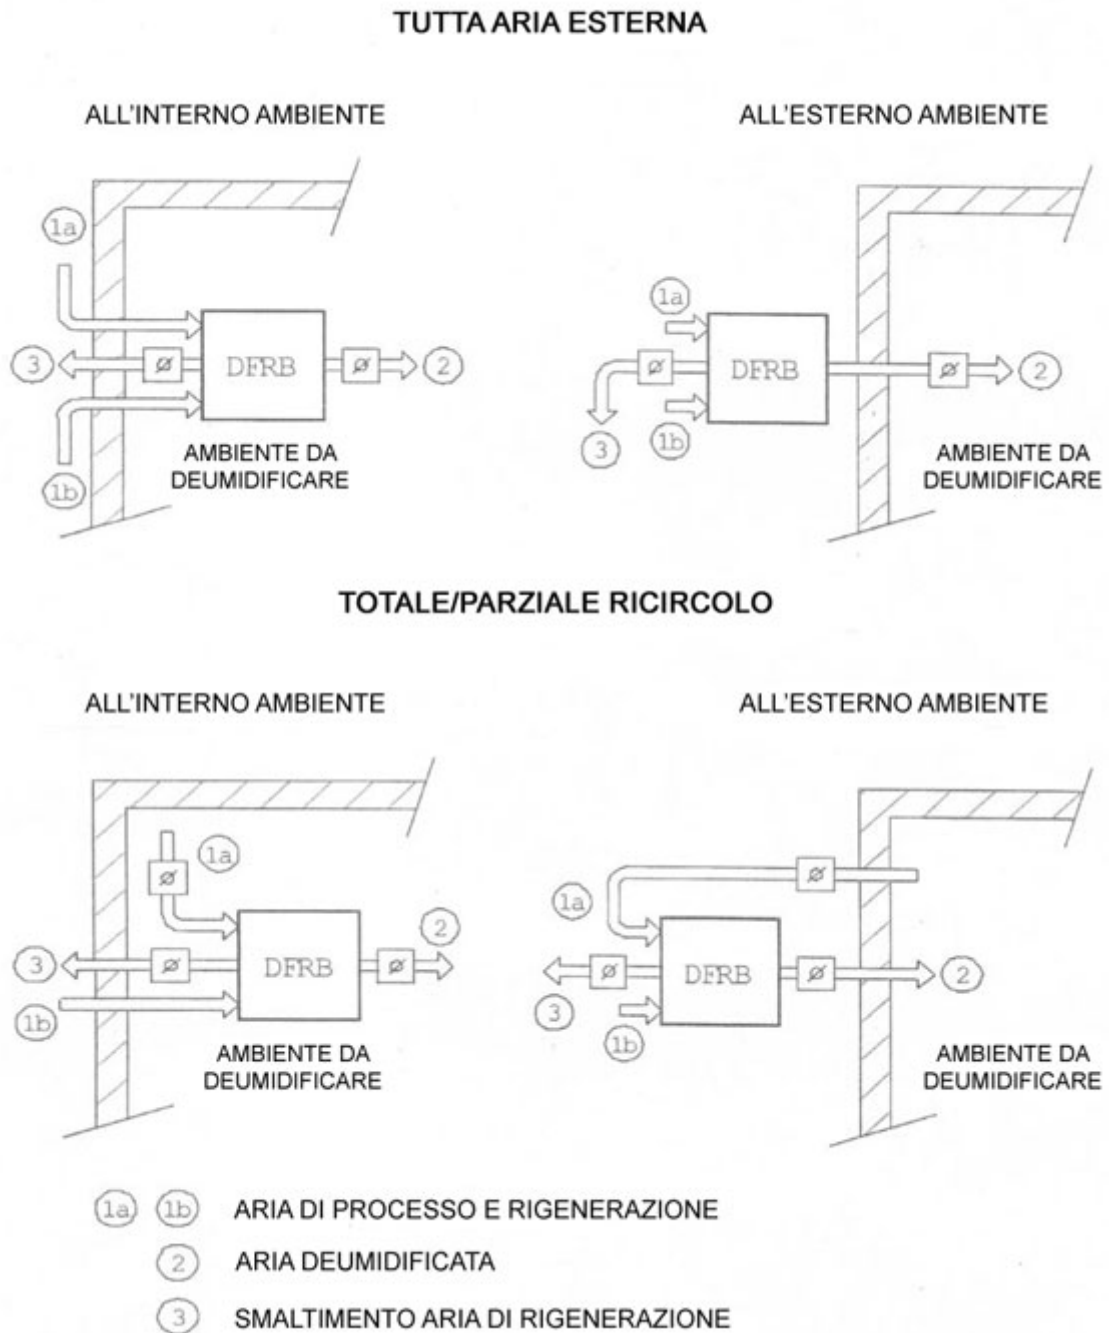 TUTTA ARIA ESTERNA
ALL'INTERNO AMBIENTE
ALL'ESTERNO AMBIENTE
1a
3
DFRB
2
1b
AMBIENTE DA
DEUMIDIFICARE
1a
DFRB
2
3
1b
AMBIENTE DA
DEUMIDIFICARE
TOTALE/PARZIALE RICIRCOLO
ALL'INTERNO AMBIENTE
ALL'ESTERNO AMBIENTE
1a
2
3
DFRB
1b
AMBIENTE DA
DEUMIDIFICARE
1a
DFRB
2
3
1b
AMBIENTE DA
DEUMIDIFICARE
1a 1b ARIA DI PROCESSO E RIGENERAZIONE
2 ARIA DEUMIDIFICATA
3 SMALTIMENTO ARIA DI RIGENERAZIONE